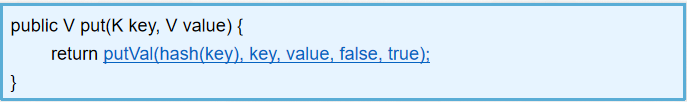 public V put(K key, V value) {
return putVal(hash(key), key, value, false, true);
}